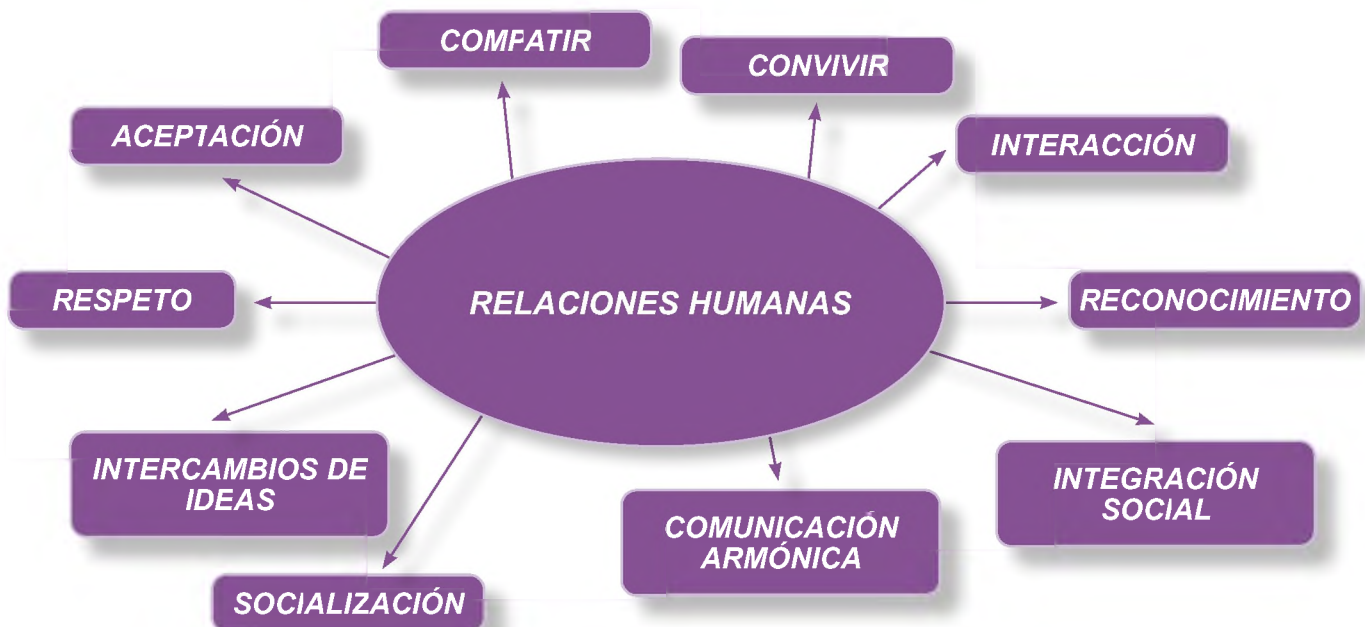 COMPATIR
CONVIVIR
ACEPTACIÓN
INTERACCIÓN
RESPETO
RELACIONES HUMANAS
RECONOCIMIENTO
INTERCAMBIOS DE
IDEAS
INTEGRACIÓN
SOCIAL
COMUNICACIÓN
ARMÓNICA
SOCIALIZACIÓN